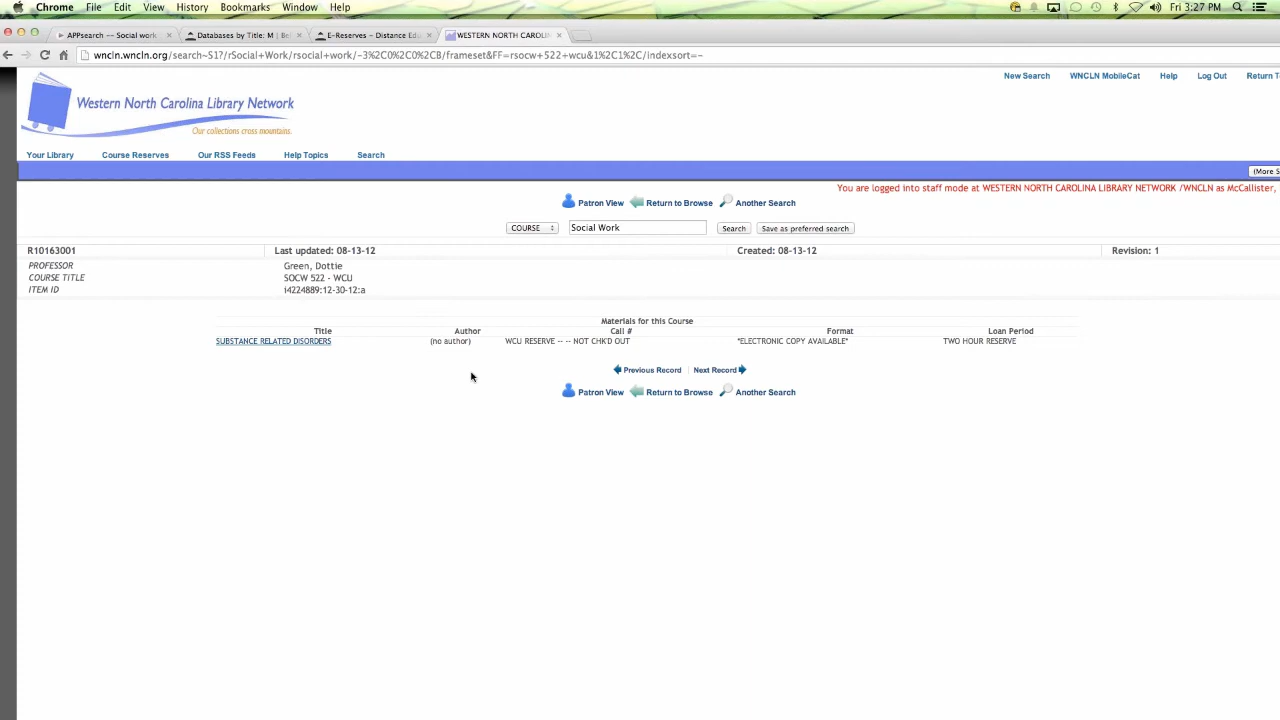 Chrome File Edit View History Bookmarks Window Help Fri 3:27 PM
APPsearch -- Social work Databases by Title: M | Bel E-Reserves - Distance Edu WESTERN NORTH CAROLIN
wncln.wncln.org/search~S1?/rSocial+Work/rsocial+work/-3%2C0%2C0%2CB/frameset&FF=rsocw+522+wcu&1%2C1%2C/indexsort=-
New Search WNCLN MobileCat Help Log Out Return T
Western North Carolina Library Network
Our collections cross mountains.
Your Library Course Reserves Our RSS Feeds Help Topics Search
(More S
You are logged into staff mode at WESTERN NORTH CAROLINA LIBRARY NETWORK /WNCLN as McCallister,
Patron View Return to Browse Another Search
COURSE Social Work Search Save as preferred search
R10163001 Last updated: 08-13-12 Created: 08-13-12 Revision: 1
PROFESSOR Green, Dottie
COURSE TITLE SOCW 522 - WCU
ITEM ID i4224889:12-30-12:a
Materials for this Course
Title Author Call # Format Loan Period
SUBSTANCE RELATED DISORDERS (no author) WCU RESERVE -- -- NOT CHK'D OUT *ELECTRONIC COPY AVAILABLE* TWO HOUR RESERVE
Previous Record | Next Record
Patron View Return to Browse Another Search